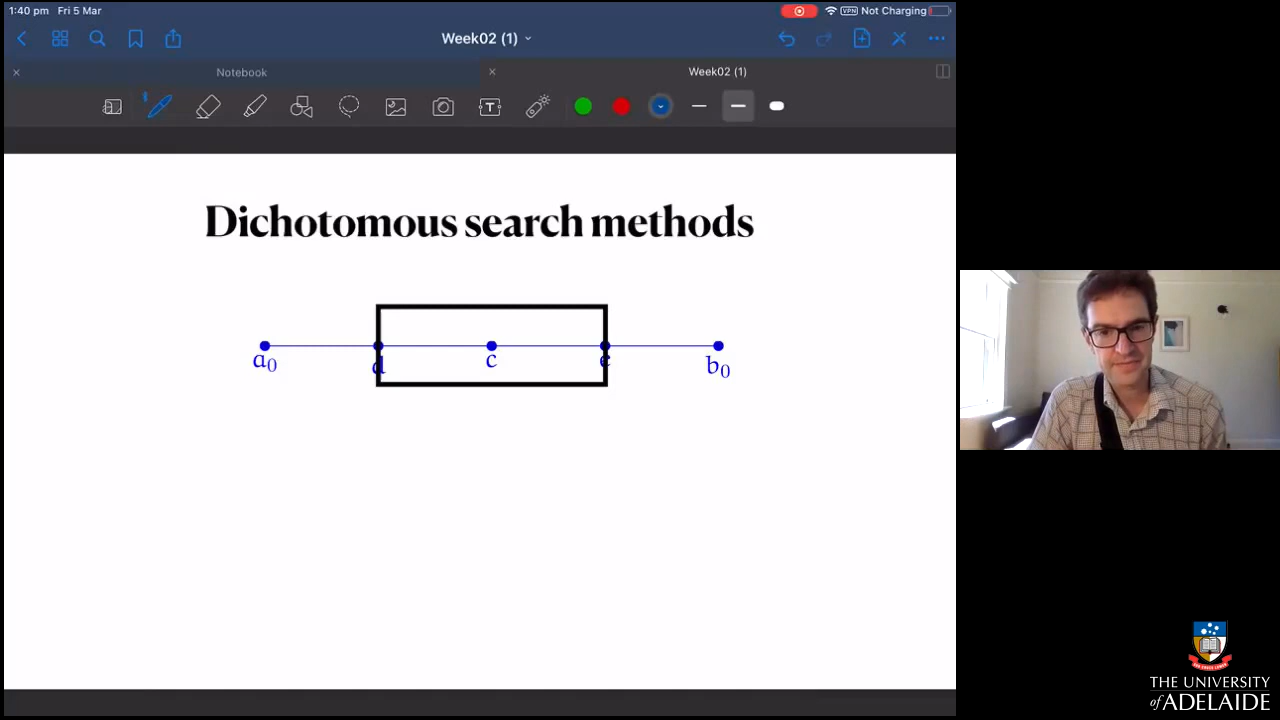 1:40 pm Fri 5 Mar
VPN Not Charging
Week02 (1)
Notebook
Week02 (1)
T
Dichotomous search methods
a0 d c e b0
THE UNIVERSITY
of ADELAIDE